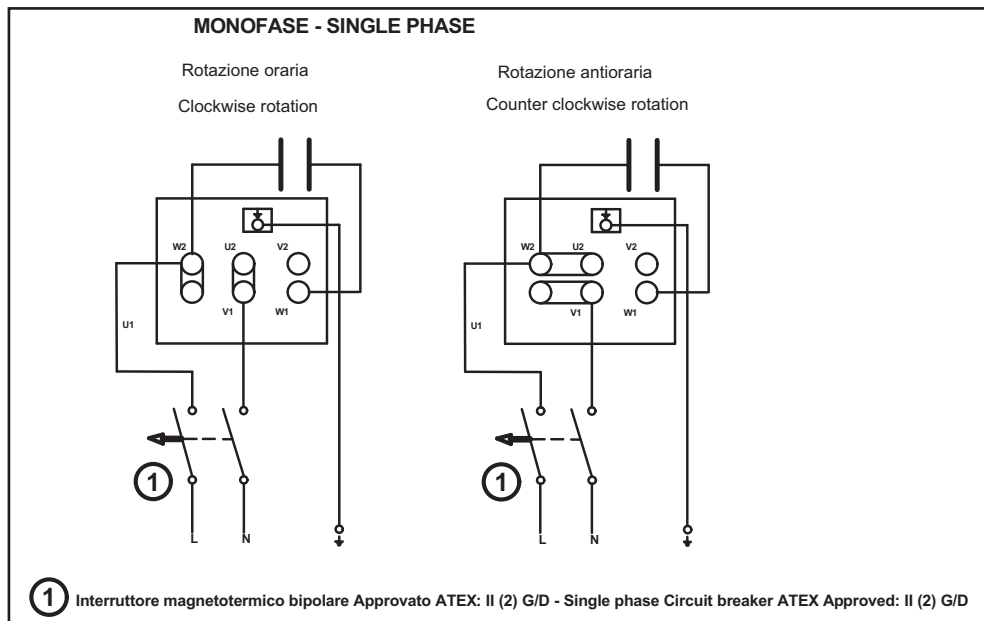 MONOFASE - SINGLE PHASE
Rotazione oraria
Clockwise rotation
Rotazione antioraria
Counter clockwise rotation
W2 U2 V2
V1 W1
U1
L N
W2 U2 V2
V1 W1
U1
L N
1
1
1 Interruttore magnetotermico bipolare Approvato ATEX: II (2) G/D - Single phase Circuit breaker ATEX Approved: II (2) G/D